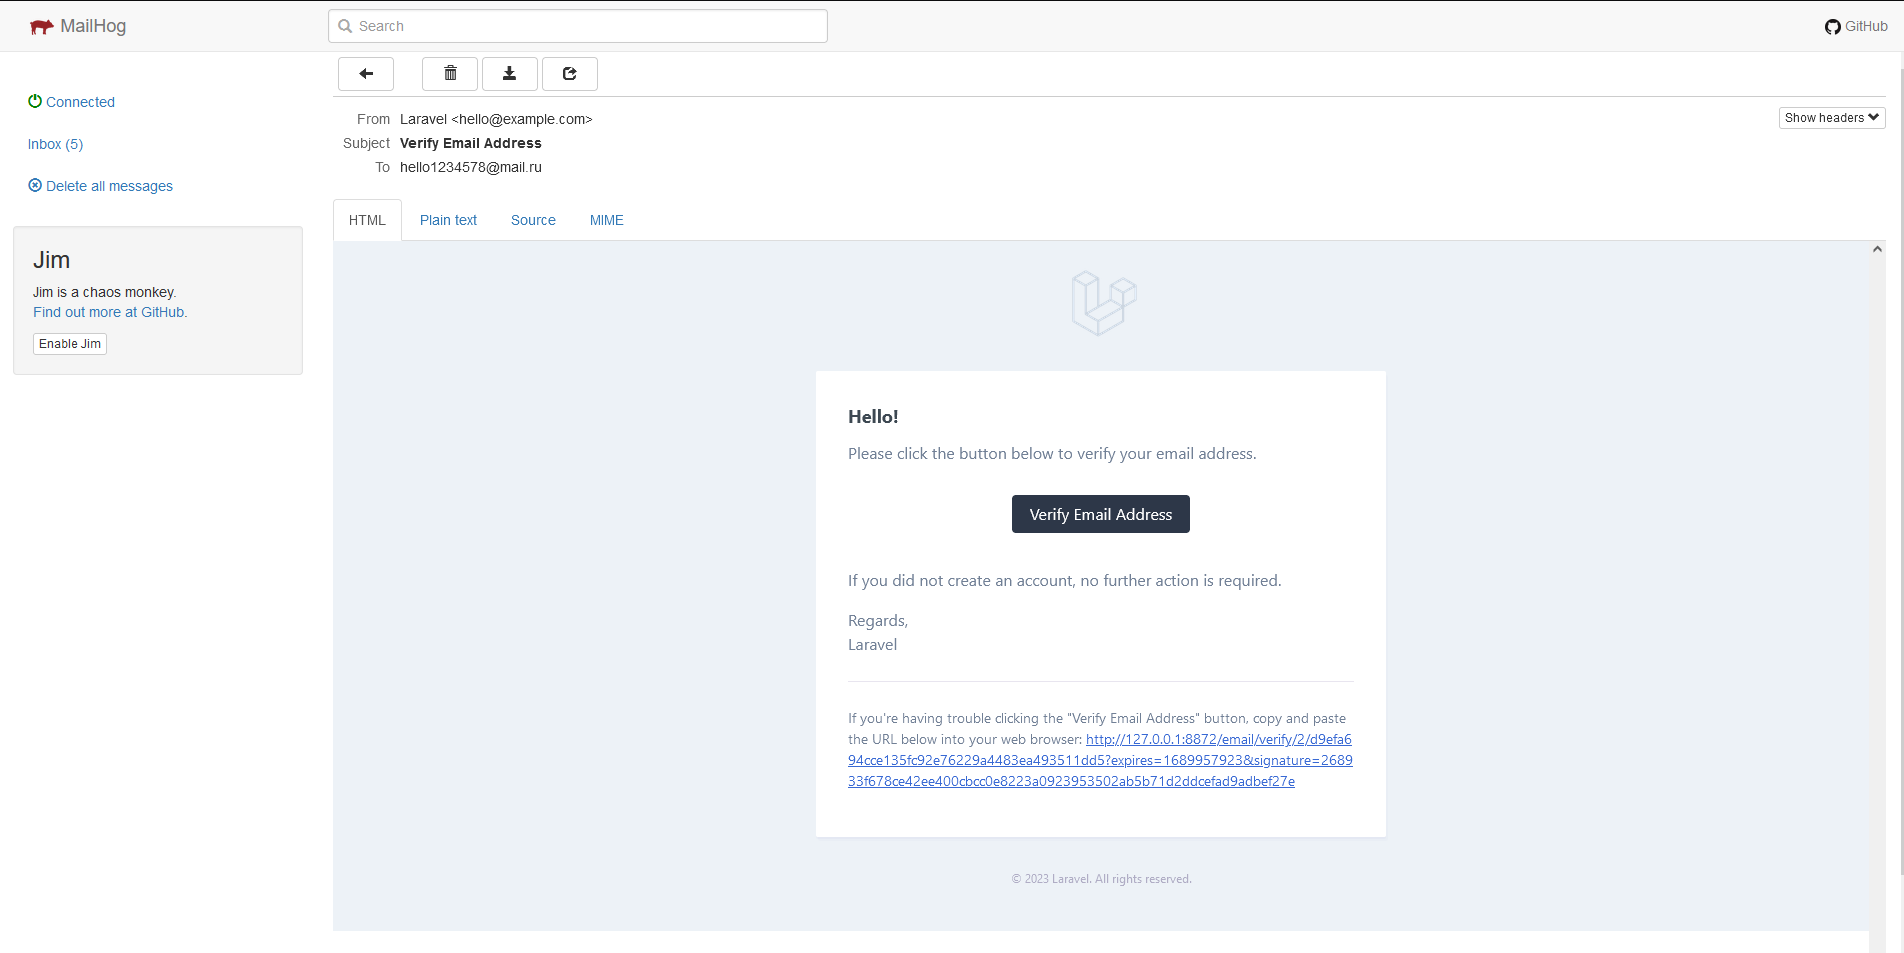 MailHog
Search
GitHub
Connected
Inbox (5)
Delete all messages
Jim
Jim is a chaos monkey.
Find out more at GitHub.
Enable Jim
From Laravel <hello@example.com>
Show headers
Subject Verify Email Address
To hello1234578@mail.ru
HTML Plain text Source MIME
Hello!
Please click the button below to verify your email address.
Verify Email Address
If you did not create an account, no further action is required.
Regards,
Laravel
If you're having trouble clicking the "Verify Email Address" button, copy and paste
the URL below into your web browser: http://127.0.0.1:8872/email/verify/2/d9efa6
94cce135fc92e76229a4483ea493511dd5?expires=1689957923&signature=2689
33f678ce42ee400cbcc0e8223a0923953502ab5b71d2ddcefad9adbef27e
© 2023 Laravel. All rights reserved.